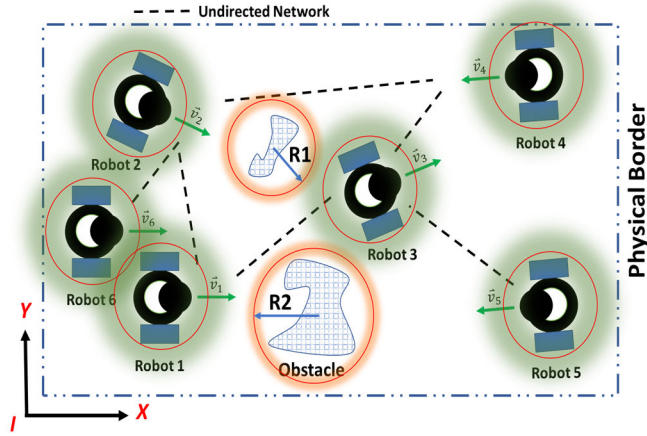 Undirected Network
v⃗₄
Robot 4
v⃗₂
Robot 2
R1
v⃗₃
Robot 3
Physical Border
v⃗₆
Robot 6
v⃗₁
Robot 1
R2
Obstacle
v⃗₅
Robot 5
Y
X
I